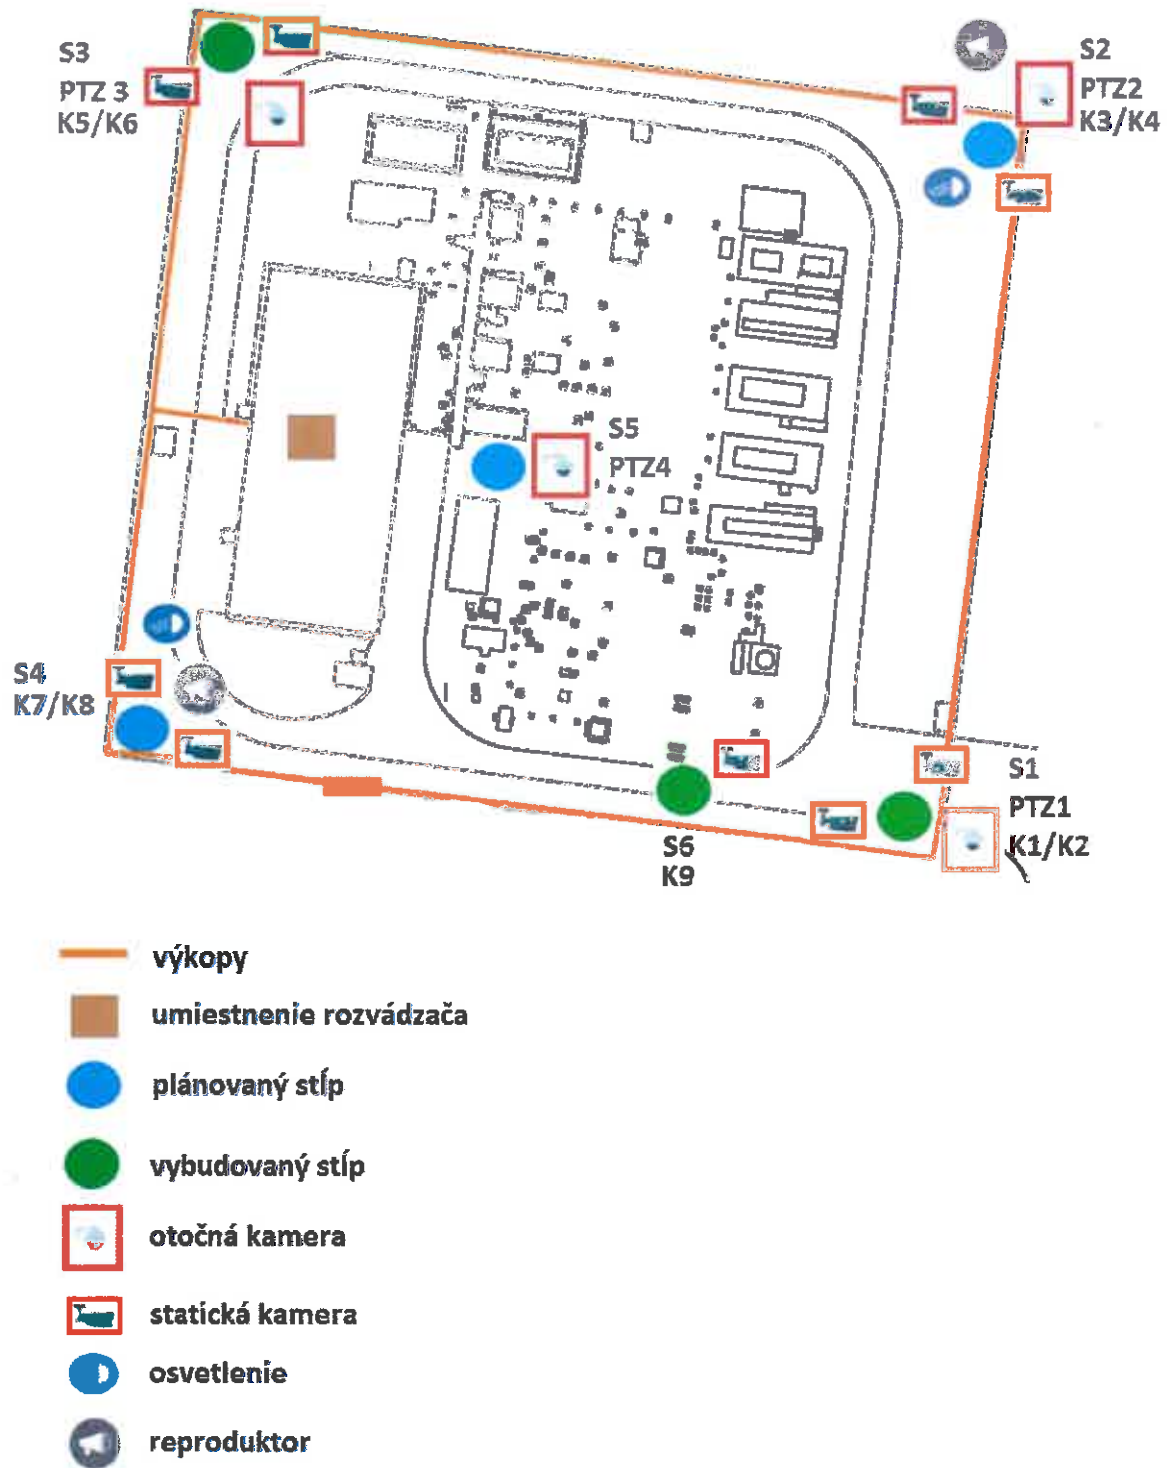 S3
PTZ 3
K5/K6
S2
PTZ2
K3/K4
S5
PTZ4
S4
K7/K8
S1
PTZ1
K1/K2
S6
K9
výkopy
umiestnenie rozvádzača
plánovaný stĺp
vybudovaný stĺp
otočná kamera
statická kamera
osvetlenie
reproduktor